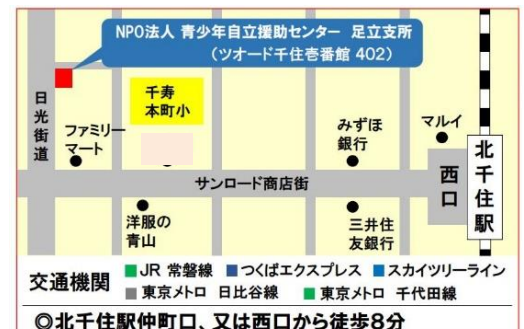 NPO法人 青少年自立援助センター 足立支所
(ツオード千住壱番館 402)
日光街道
千寿
本町小
ファミリー
マート
みずほ
銀行
マルイ
北千住駅
西口
サンロード商店街
洋服の
青山
三井住
友銀行
交通機関
JR 常磐線 つくばエクスプレス スカイツリーライン
東京メトロ 日比谷線 東京メトロ 千代田線
◎北千住駅仲町口、又は西口から徒歩8分